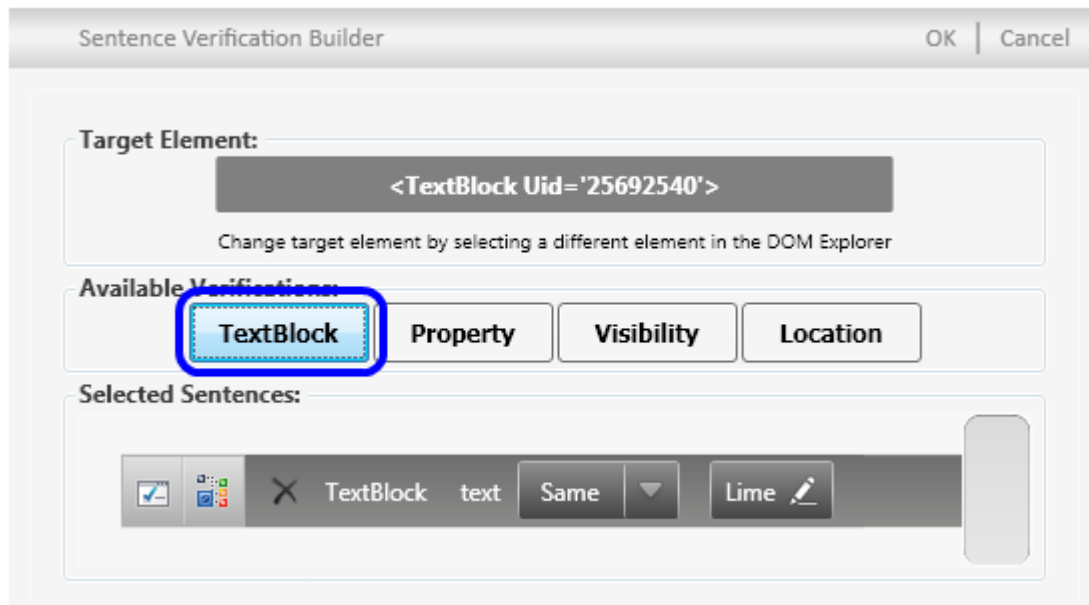 Sentence Verification Builder OK | Cancel
Target Element:
<TextBlock Uid='25692540'>
Change target element by selecting a different element in the DOM Explorer
Available Verifications:
TextBlock Property Visibility Location
Selected Sentences:
TextBlock text Same Lime